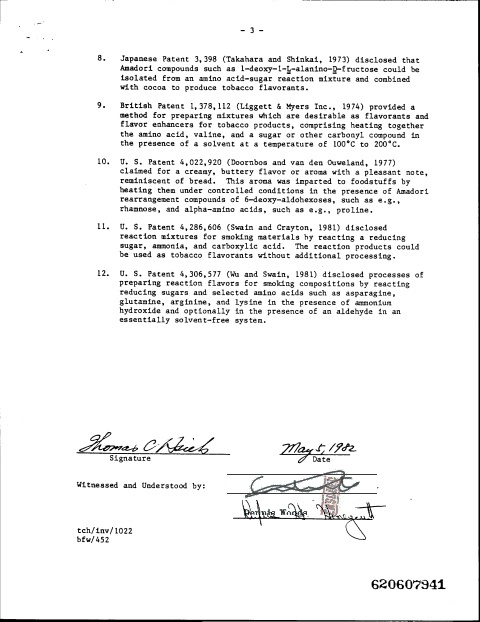 - 3 -
8. Japanese Patent 3,398 (Takahara and Shinkai, 1973) disclosed that
Amadori compounds such as 1-deoxy-1-L-alanino-D-fructose could be
isolated from an amino acid-sugar reaction mixture and combined
with cocoa to produce tobacco flavorants.
9. British Patent 1,378,112 (Liggett & Myers Inc., 1974) provided a
method for preparing mixtures which are desirable as flavorants and
flavor enhancers for tobacco products, comprising heating together
the amino acid, valine, and a sugar or other carbonyl compound in
the presence of a solvent at a temperature of 100°C to 200°C.
10. U. S. Patent 4,022,920 (Doornbos and van den Ouweland, 1977)
claimed for a creamy, buttery flavor or aroma with a pleasant note,
reminiscent of bread. This aroma was imparted to foodstuffs by
heating them under controlled conditions in the presence of Amadori
rearrangement compounds of 6-deoxy-aldohexoses, such as e.g.,
rhamnose, and alpha-amino acids, such as e.g., proline.
11. U. S. Patent 4,286,606 (Swain and Crayton, 1981) disclosed
reaction mixtures for smoking materials by reacting a reducing
sugar, ammonia, and carboxylic acid. The reaction products could
be used as tobacco flavorants without additional processing.
12. U. S. Patent 4,306,577 (Wu and Swain, 1981) disclosed processes of
preparing reaction flavors for smoking compositions by reacting
reducing sugars and selected amino acids such as asparagine,
glutamine, arginine, and lysine in the presence of ammonium
hydroxide and optionally in the presence of an aldehyde in an
essentially solvent-free system.
Thomas C Hsieh May 5, 1982
Signature Date
Witnessed and Understood by:
tch/inv/1022
bfw/452
620607941